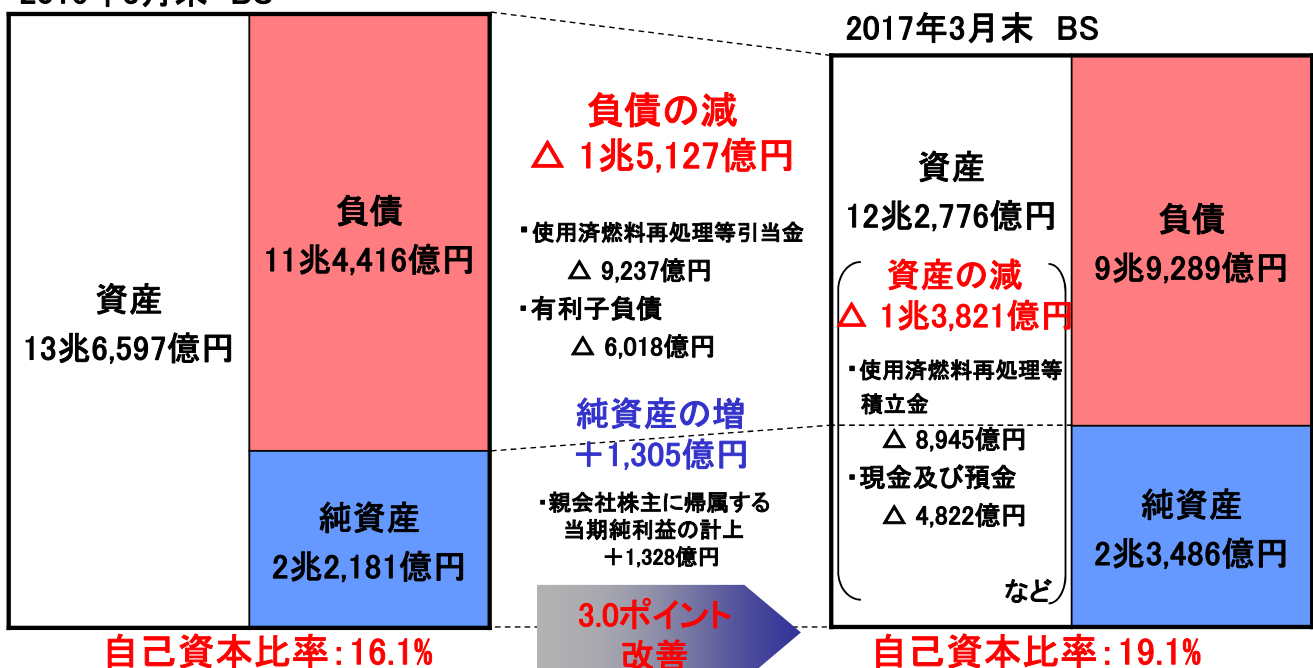 BS
資産
13兆6,597億円
負債
11兆4,416億円
純資産
2兆2,181億円
自己資本比率：16.1%
負債の減
△ 1兆5,127億円
・使用済燃料再処理等引当金
△ 9,237億円
・有利子負債
△ 6,018億円
純資産の増
＋1,305億円
・親会社株主に帰属する
当期純利益の計上
＋1,328億円
3.0ポイント
改善
2017年3月末 BS
資産
12兆2,776億円
資産の減
△ 1兆3,821億円
・使用済燃料再処理等
積立金
△ 8,945億円
・現金及び預金
△ 4,822億円
など
負債
9兆9,289億円
純資産
2兆3,486億円
自己資本比率：19.1%